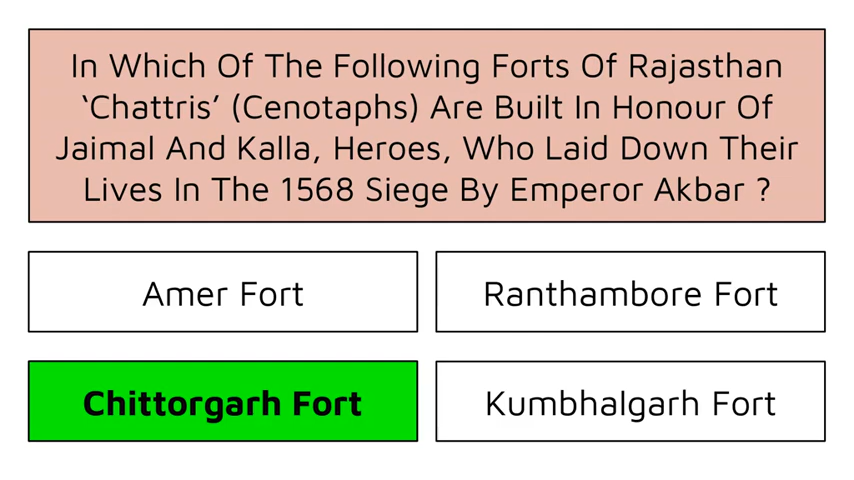 In Which Of The Following Forts Of Rajasthan
‘Chattris’ (Cenotaphs) Are Built In Honour Of
Jaimal And Kalla, Heroes, Who Laid Down Their
Lives In The 1568 Siege By Emperor Akbar ?
Amer Fort
Ranthambore Fort
Chittorgarh Fort
Kumbhalgarh Fort